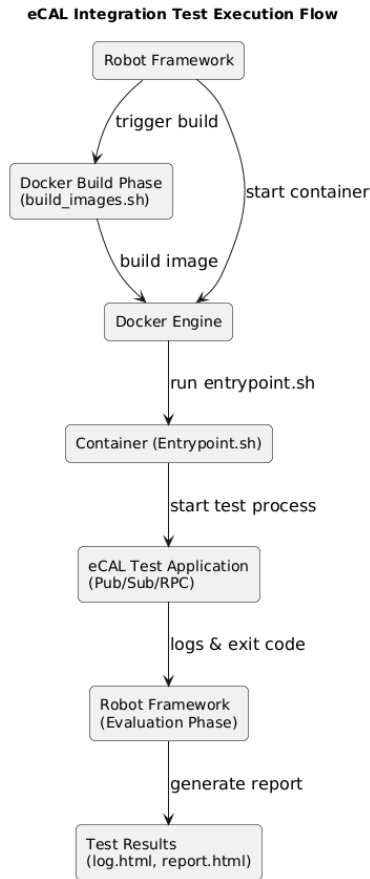 eCAL Integration Test Execution Flow
Robot Framework
trigger build
Docker Build Phase
(build_images.sh)
start container
build image
Docker Engine
run entrypoint.sh
Container (Entrypoint.sh)
start test process
eCAL Test Application
(Pub/Sub/RPC)
logs & exit code
Robot Framework
(Evaluation Phase)
generate report
Test Results
(log.html, report.html)